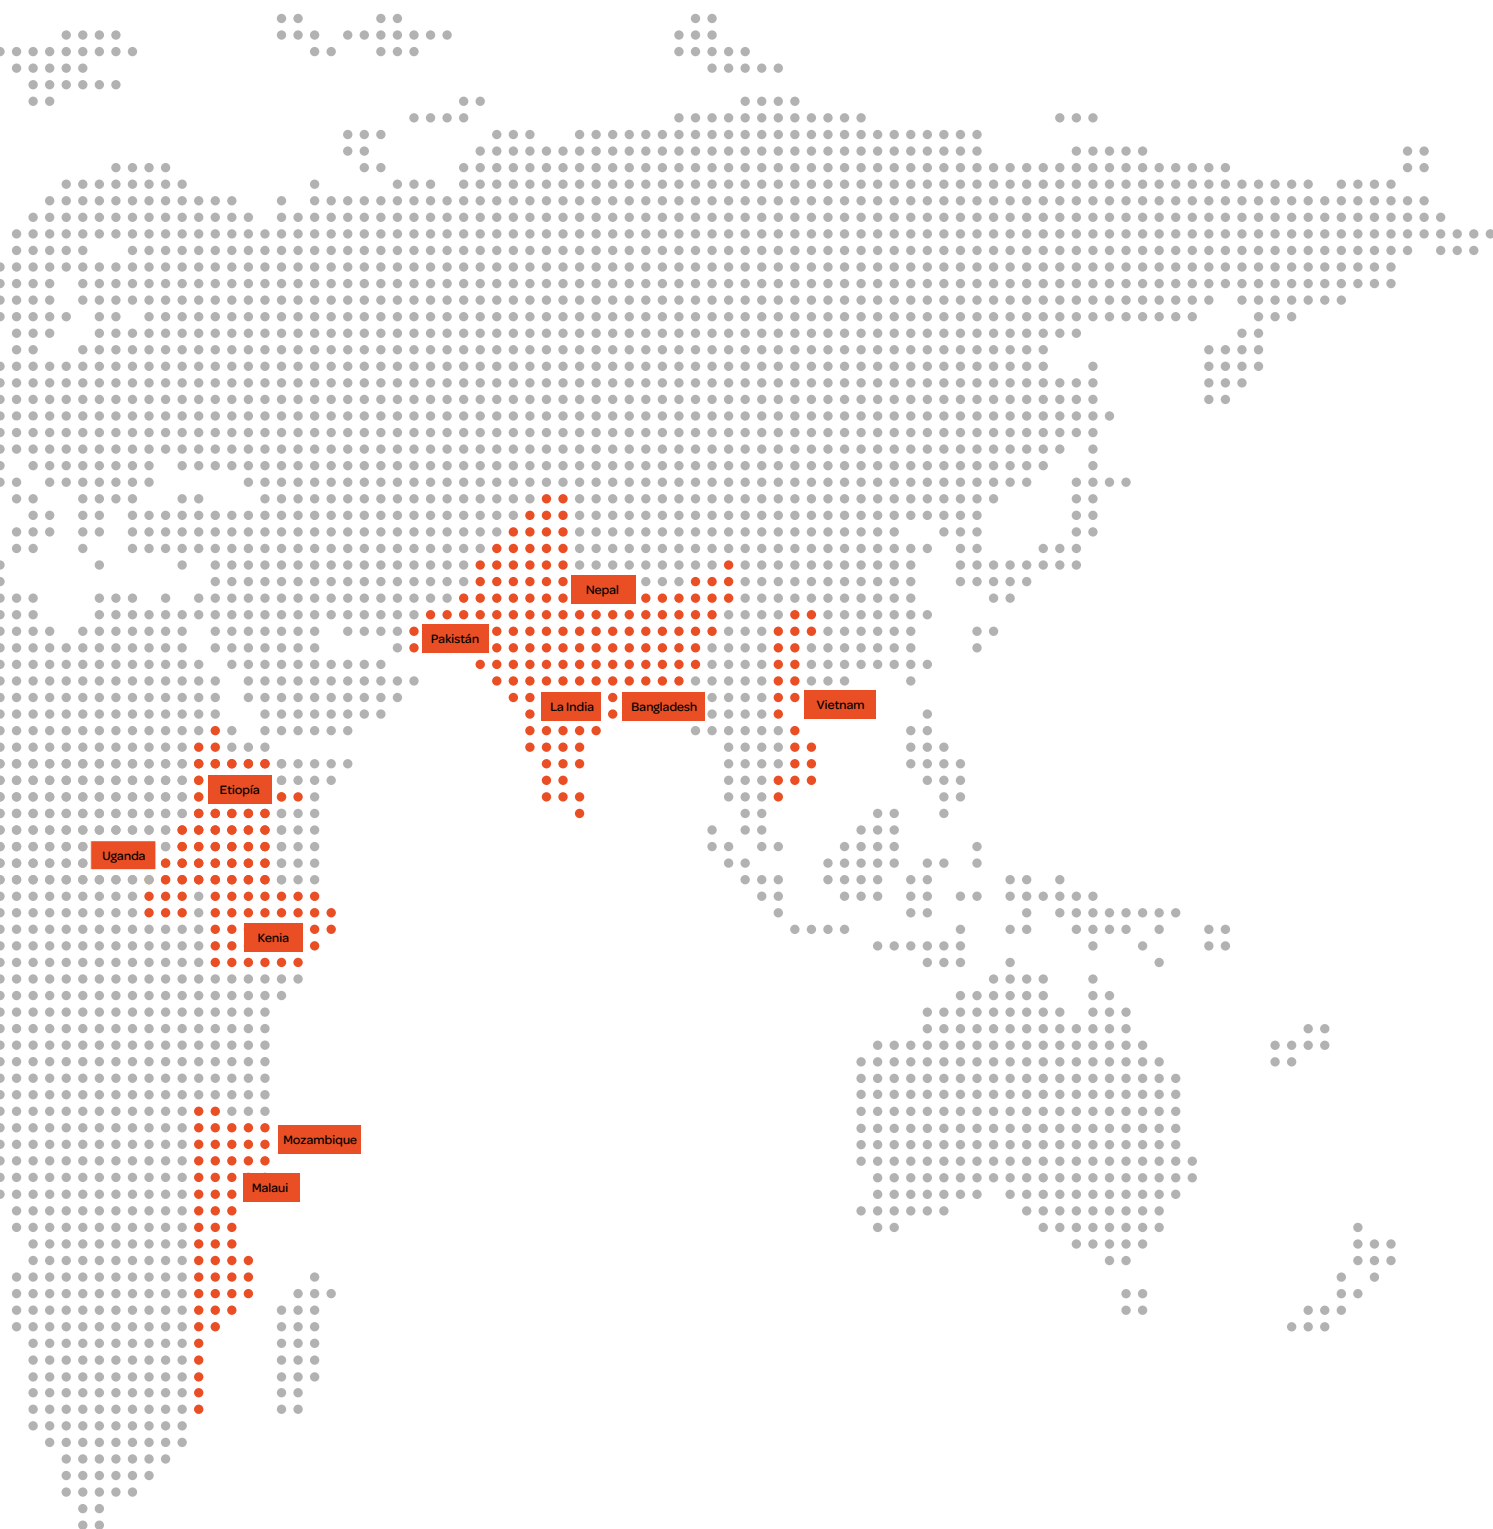 Nepal
Pakistán
La India
Bangladesh
Vietnam
Etiopía
Uganda
Kenia
Mozambique
Malaui